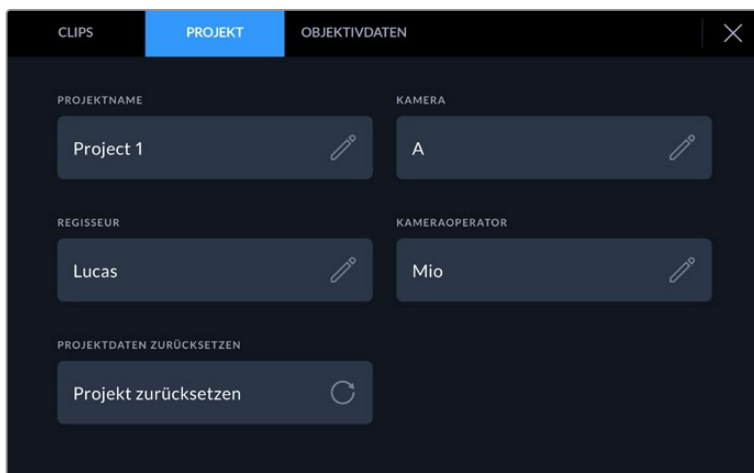 CLIPS PROJEKT OBJEKTIVDATEN
PROJEKTNAME KAMERA
Project 1 A
REGISSEUR KAMERAOPERATOR
Lucas Mio
PROJEKTDATEN ZURÜCKSETZEN
Projekt zurücksetzen